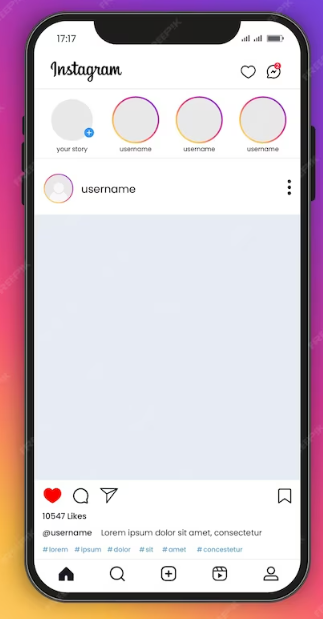 17:17
Instagram
2
your story username username username
username
10547 Likes
@username Lorem ipsum dolor sit amet, consectetur
#lorem #ipsum #dolor #sit #amet #concestetur